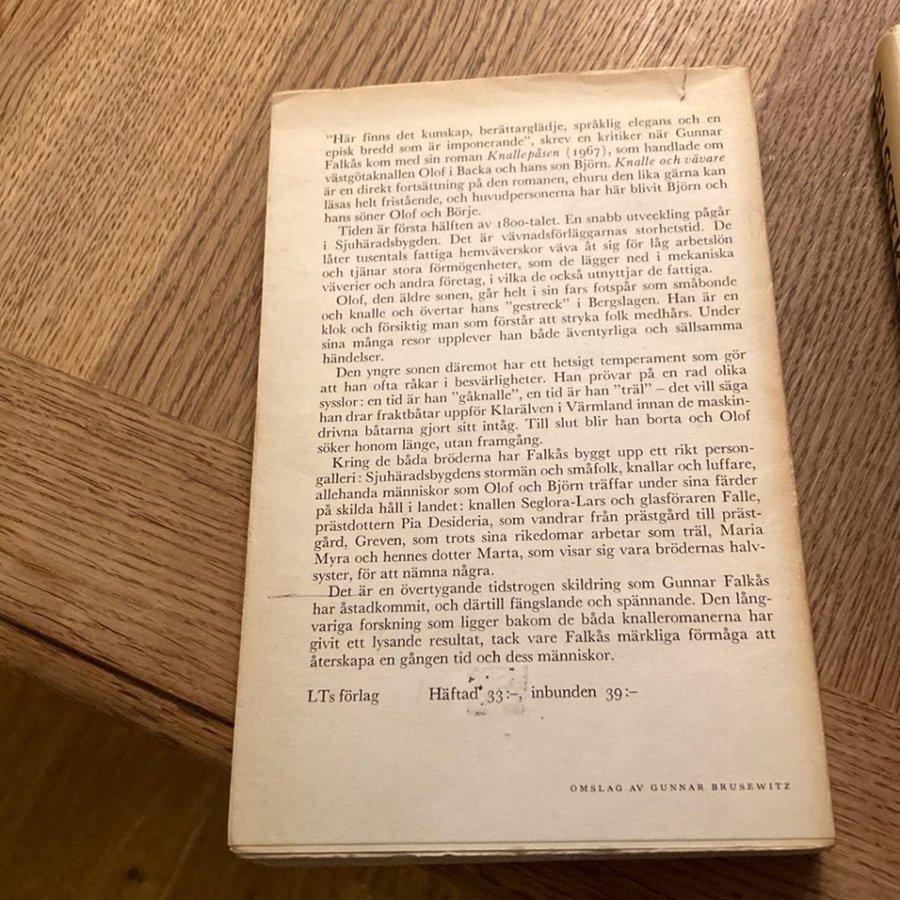 "Här finns det kunskap, berättarglädje, språklig elegans och en
episk bredd som är imponerande", skrev en kritiker när Gunnar
Falkås kom med sin roman Knallepåsen (1967), som handlade om
västgötaknallen Olof i Backa och hans son Björn. Knalle och vävare
är en direkt fortsättning på den romanen, ehuru den lika gärna kan
läsas helt fristående, och huvudpersonerna har här blivit Björn och
hans söner Olof och Börje.
Tiden är första hälften av 1800-talet. En snabb utveckling pågår
i Sjuhäradsbygden. Det är vävnadsförläggarnas storhetstid. De
låter tusentals fattiga hemväverskor väva åt sig för låg arbetslön
och tjänar stora förmögenheter, som de lägger ned i mekaniska
väverier och andra företag, i vilka de också utnyttjar de fattiga.
Olof, den äldre sonen, går helt i sin fars fotspår som småbonde
och knalle och övertar hans "gestreck" i Bergslagen. Han är en
klok och försiktig man som förstår att stryka folk medhårs. Under
sina många resor upplever han både äventyrliga och sällsamma
händelser.
Den yngre sonen däremot har ett hetsigt temperament som gör
att han ofta råkar i besvärligheter. Han prövar på en rad olika
sysslor: en tid är han "gåknalle", en tid är han "träl" – det vill säga
han drar fraktbåtar uppför Klarälven i Värmland innan de maskin-
drivna båtarna gjort sitt intåg. Till slut blir han borta och Olof
söker honom länge, utan framgång.
Kring de båda bröderna har Falkås byggt upp ett rikt person-
galleri: Sjuhäradsbygdens stormän och småfolk, knallar och luffare,
allehanda människor som Olof och Björn träffar under sina färder
på skilda håll i landet: knallen Seglora-Lars och glasföraren Falle,
prästdottern Pia Desideria, som vandrar från prästgård till präst-
gård, Greven, som trots sina rikedomar arbetar som träl, Maria
Myra och hennes dotter Marta, som visar sig vara brödernas halv-
syster, för att nämna några.
Det är en övertygande tidstrogen skildring som Gunnar Falkås
har åstadkommit, och därtill fängslande och spännande. Den lång-
variga forskning som ligger bakom de båda knalleromanerna har
givit ett lysande resultat, tack vare Falkås märkliga förmåga att
återskapa en gången tid och dess människor.
LTs förlag Häftad 33:–, inbunden 39:–
OMSLAG AV GUNNAR BRUSEWITZ